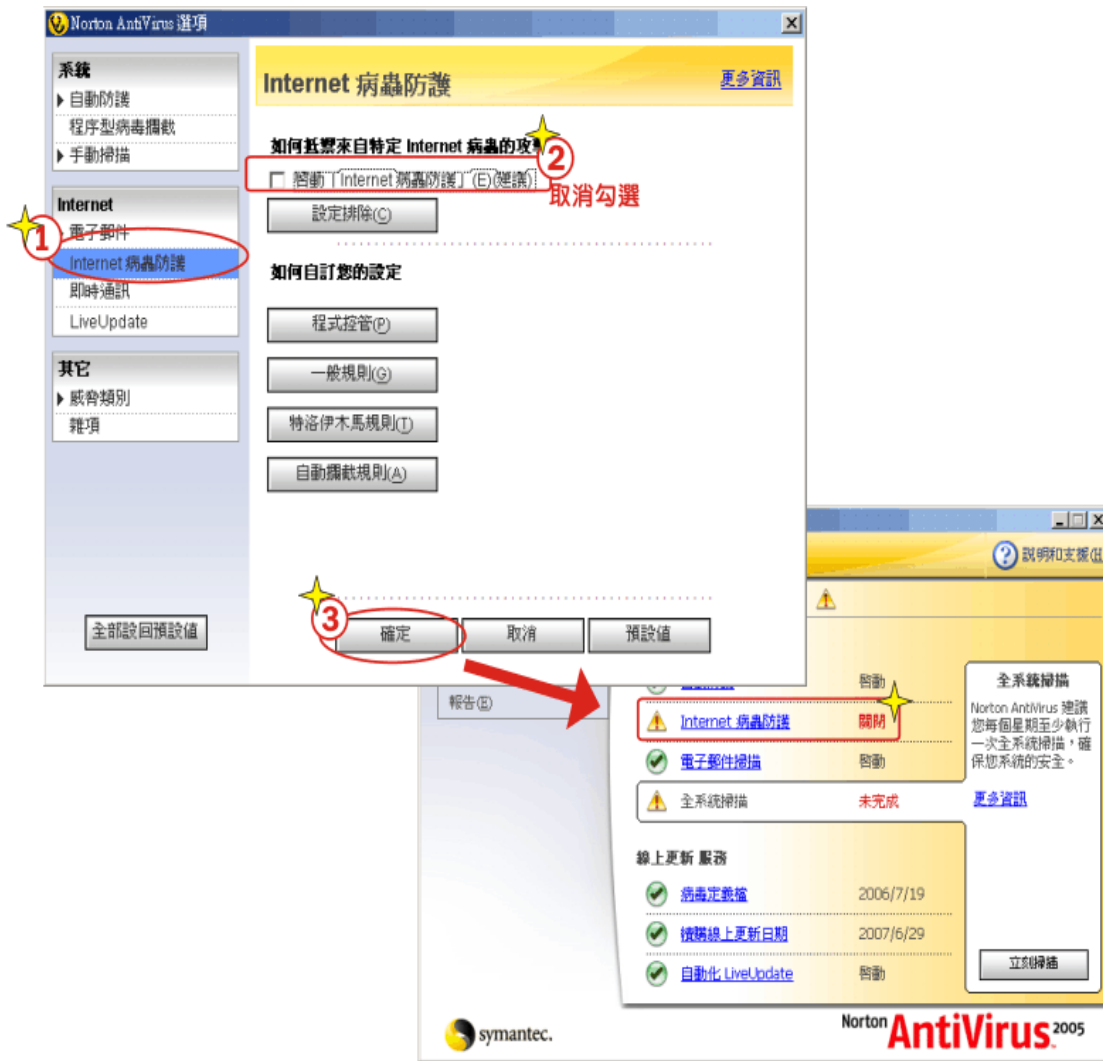 Norton AntiVirus 選項
系統
自動防護
程序型病毒攔截
手動掃描
Internet
電子郵件
Internet 病蟲防護
即時通訊
LiveUpdate
其它
威脅類別
雜項
全部設回預設值
Internet 病蟲防護
更多資訊
如何抵禦來自特定 Internet 病蟲的攻
啓動「Internet 病蟲防護」(E)(建議)
設定排除(C)
如何自訂您的設定
程式控管(P)
一般規則(G)
特洛伊木馬規則(T)
自動攔截規則(A)
確定
取消
預設值
1
2
取消勾選
3
說明和支援(H
報告(E)
啓動
Internet 病蟲防護 關閉
電子郵件掃描 啓動
全系統掃描 未完成
線上更新 服務
病毒定義檔 2006/7/19
續購線上更新日期 2007/6/29
自動化 LiveUpdate 啓動
全系統掃描
Norton AntiVirus 建議
您每個星期至少執行
一次全系統掃描，確
保您系統的安全。
更多資訊
立刻掃描
symantec.
Norton AntiVirus 2005